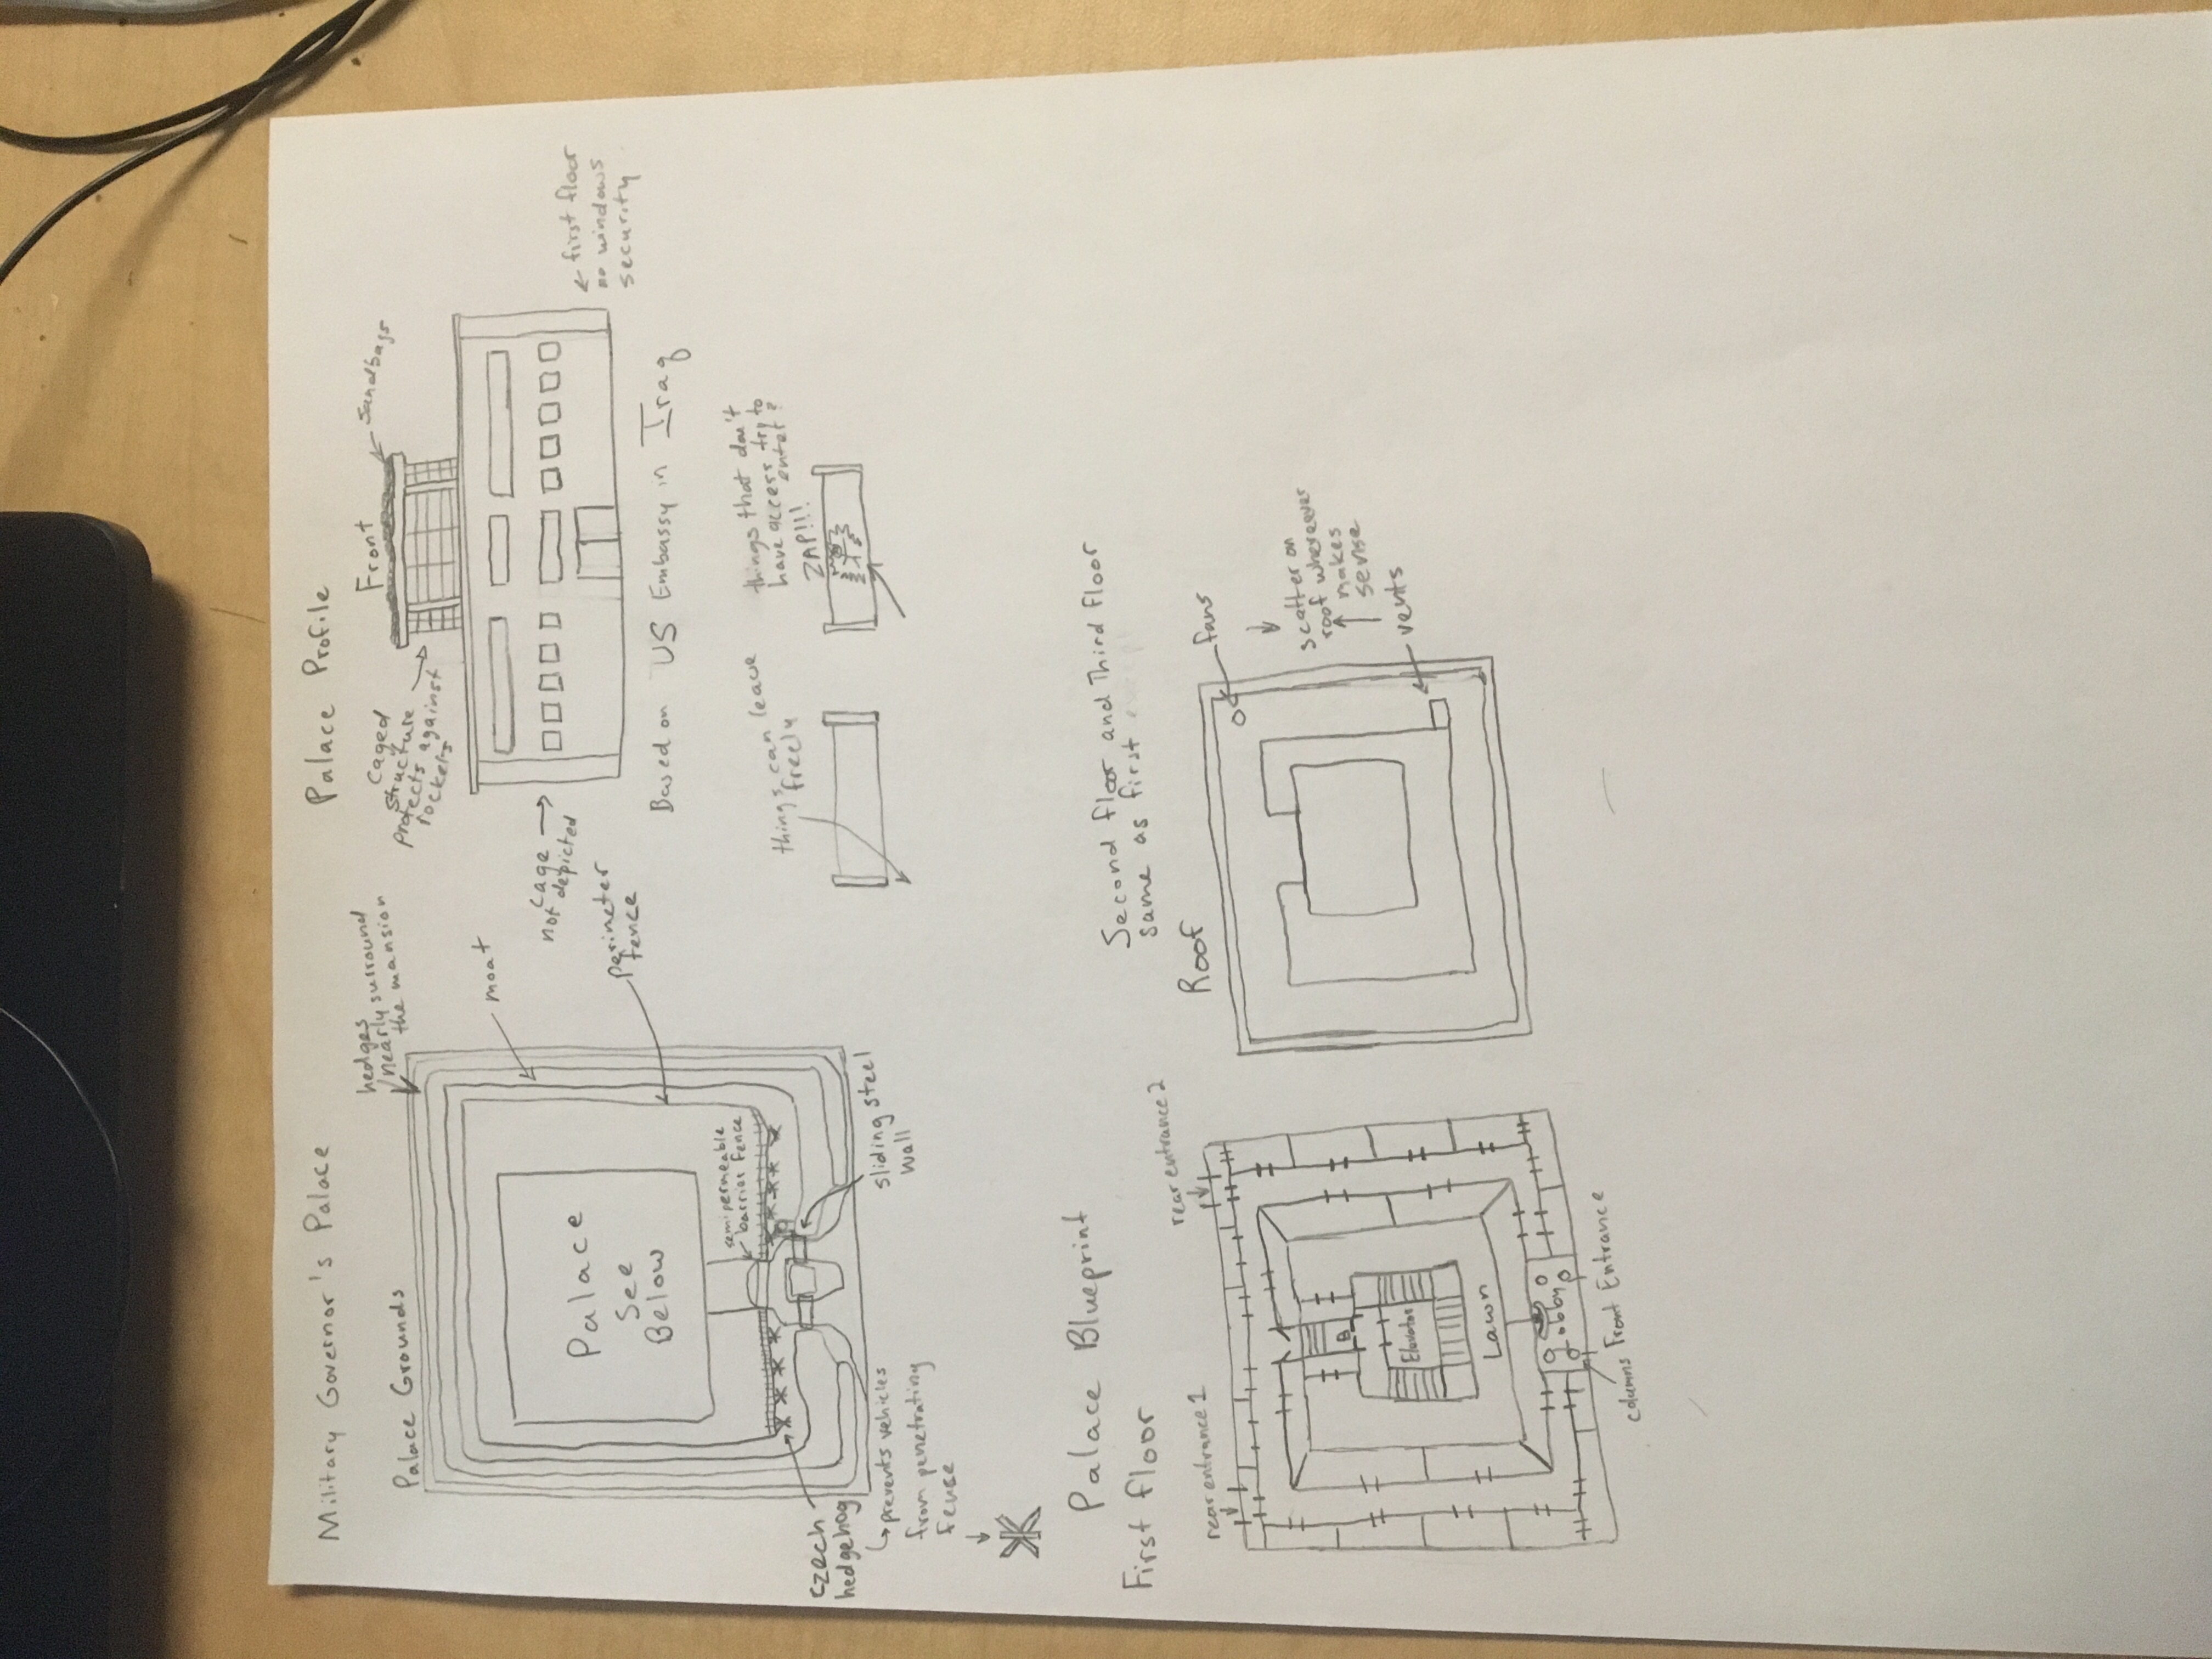 Military Governor's Palace
Palace Grounds
hedges
nearly surround
the mansion
moat
Palace
See
Below
perimeter
fence
semipermeable
barrier fence
czech
hedgehog
prevents vehicles
from penetrating
fense
sliding steel
wall
Palace Profile
Front
Sandbags
caged
structure
protects against
rockets
cage
not depicted
first floor
no windows
security
Based on US Embassy in Iraq
things can leave
freely
things that don't
have access try to
enter?
ZAP!!!
Palace Blueprint
First floor
rear entrance 1
rear entrance 2
B
Elevator
Lawn
Lobby
columns Front Entrance
Second floor and Third floor
same as first except
Roof
fans
scatter on
roof whereever
makes
sense
vents